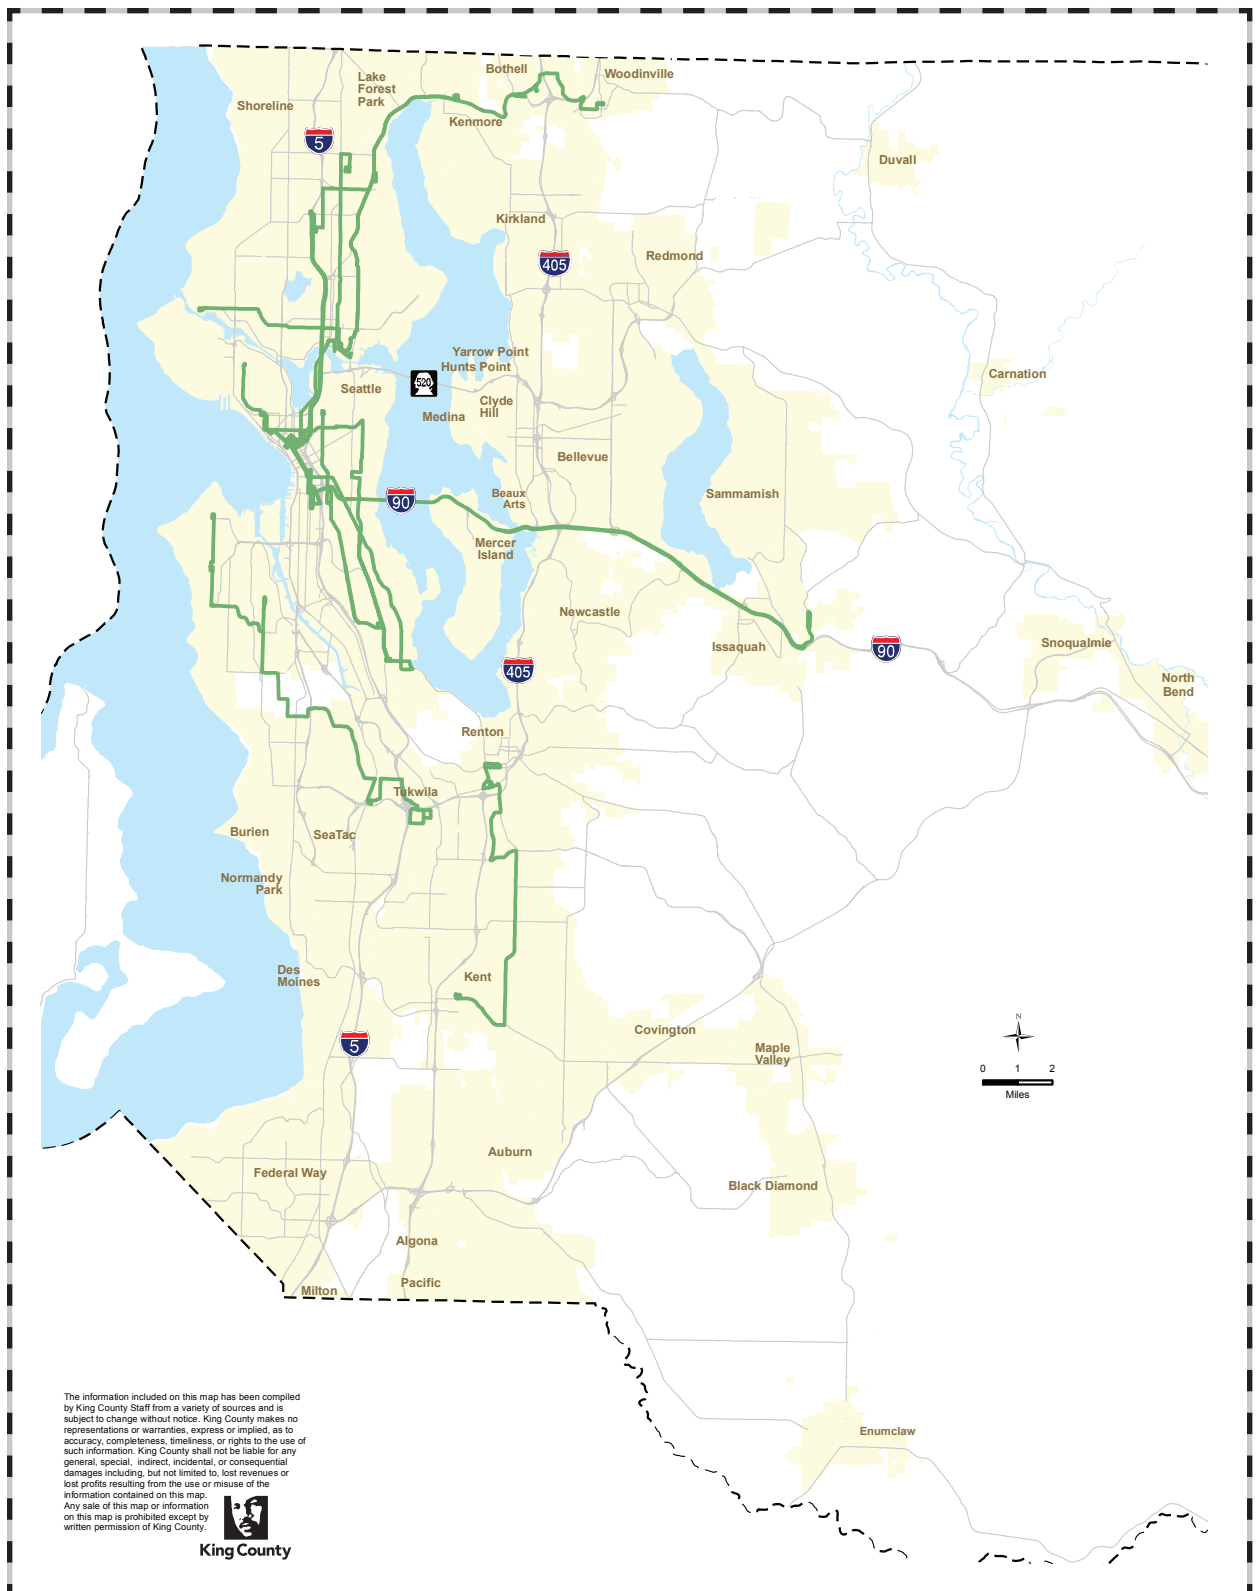 Bothell
Woodinville
Lake
Forest
Park
Shoreline
Kenmore
5
Duvall
Kirkland
Redmond
405
Yarrow Point
Hunts Point
Seattle
520
Clyde
Hill
Medina
Carnation
Bellevue
Beaux
Arts
Sammamish
90
Mercer
Island
Newcastle
Issaquah
90
Snoqualmie
405
North
Bend
Renton
Tukwila
Burien
SeaTac
Normandy
Park
Des
Moines
Kent
Covington
5
Maple
Valley
N
0 1 2
Miles
Auburn
Federal Way
Black Diamond
Algona
Pacific
Milton
Enumclaw
The information included on this map has been compiled
by King County Staff from a variety of sources and is
subject to change without notice. King County makes no
representations or warranties, express or implied, as to
accuracy, completeness, timeliness, or rights to the use of
such information. King County shall not be liable for any
general, special, indirect, incidental, or consequential
damages including, but not limited to, lost revenues or
lost profits resulting from the use or misuse of the
information contained on this map.
Any sale of this map or information
on this map is prohibited except by
written permission of King County.
King County